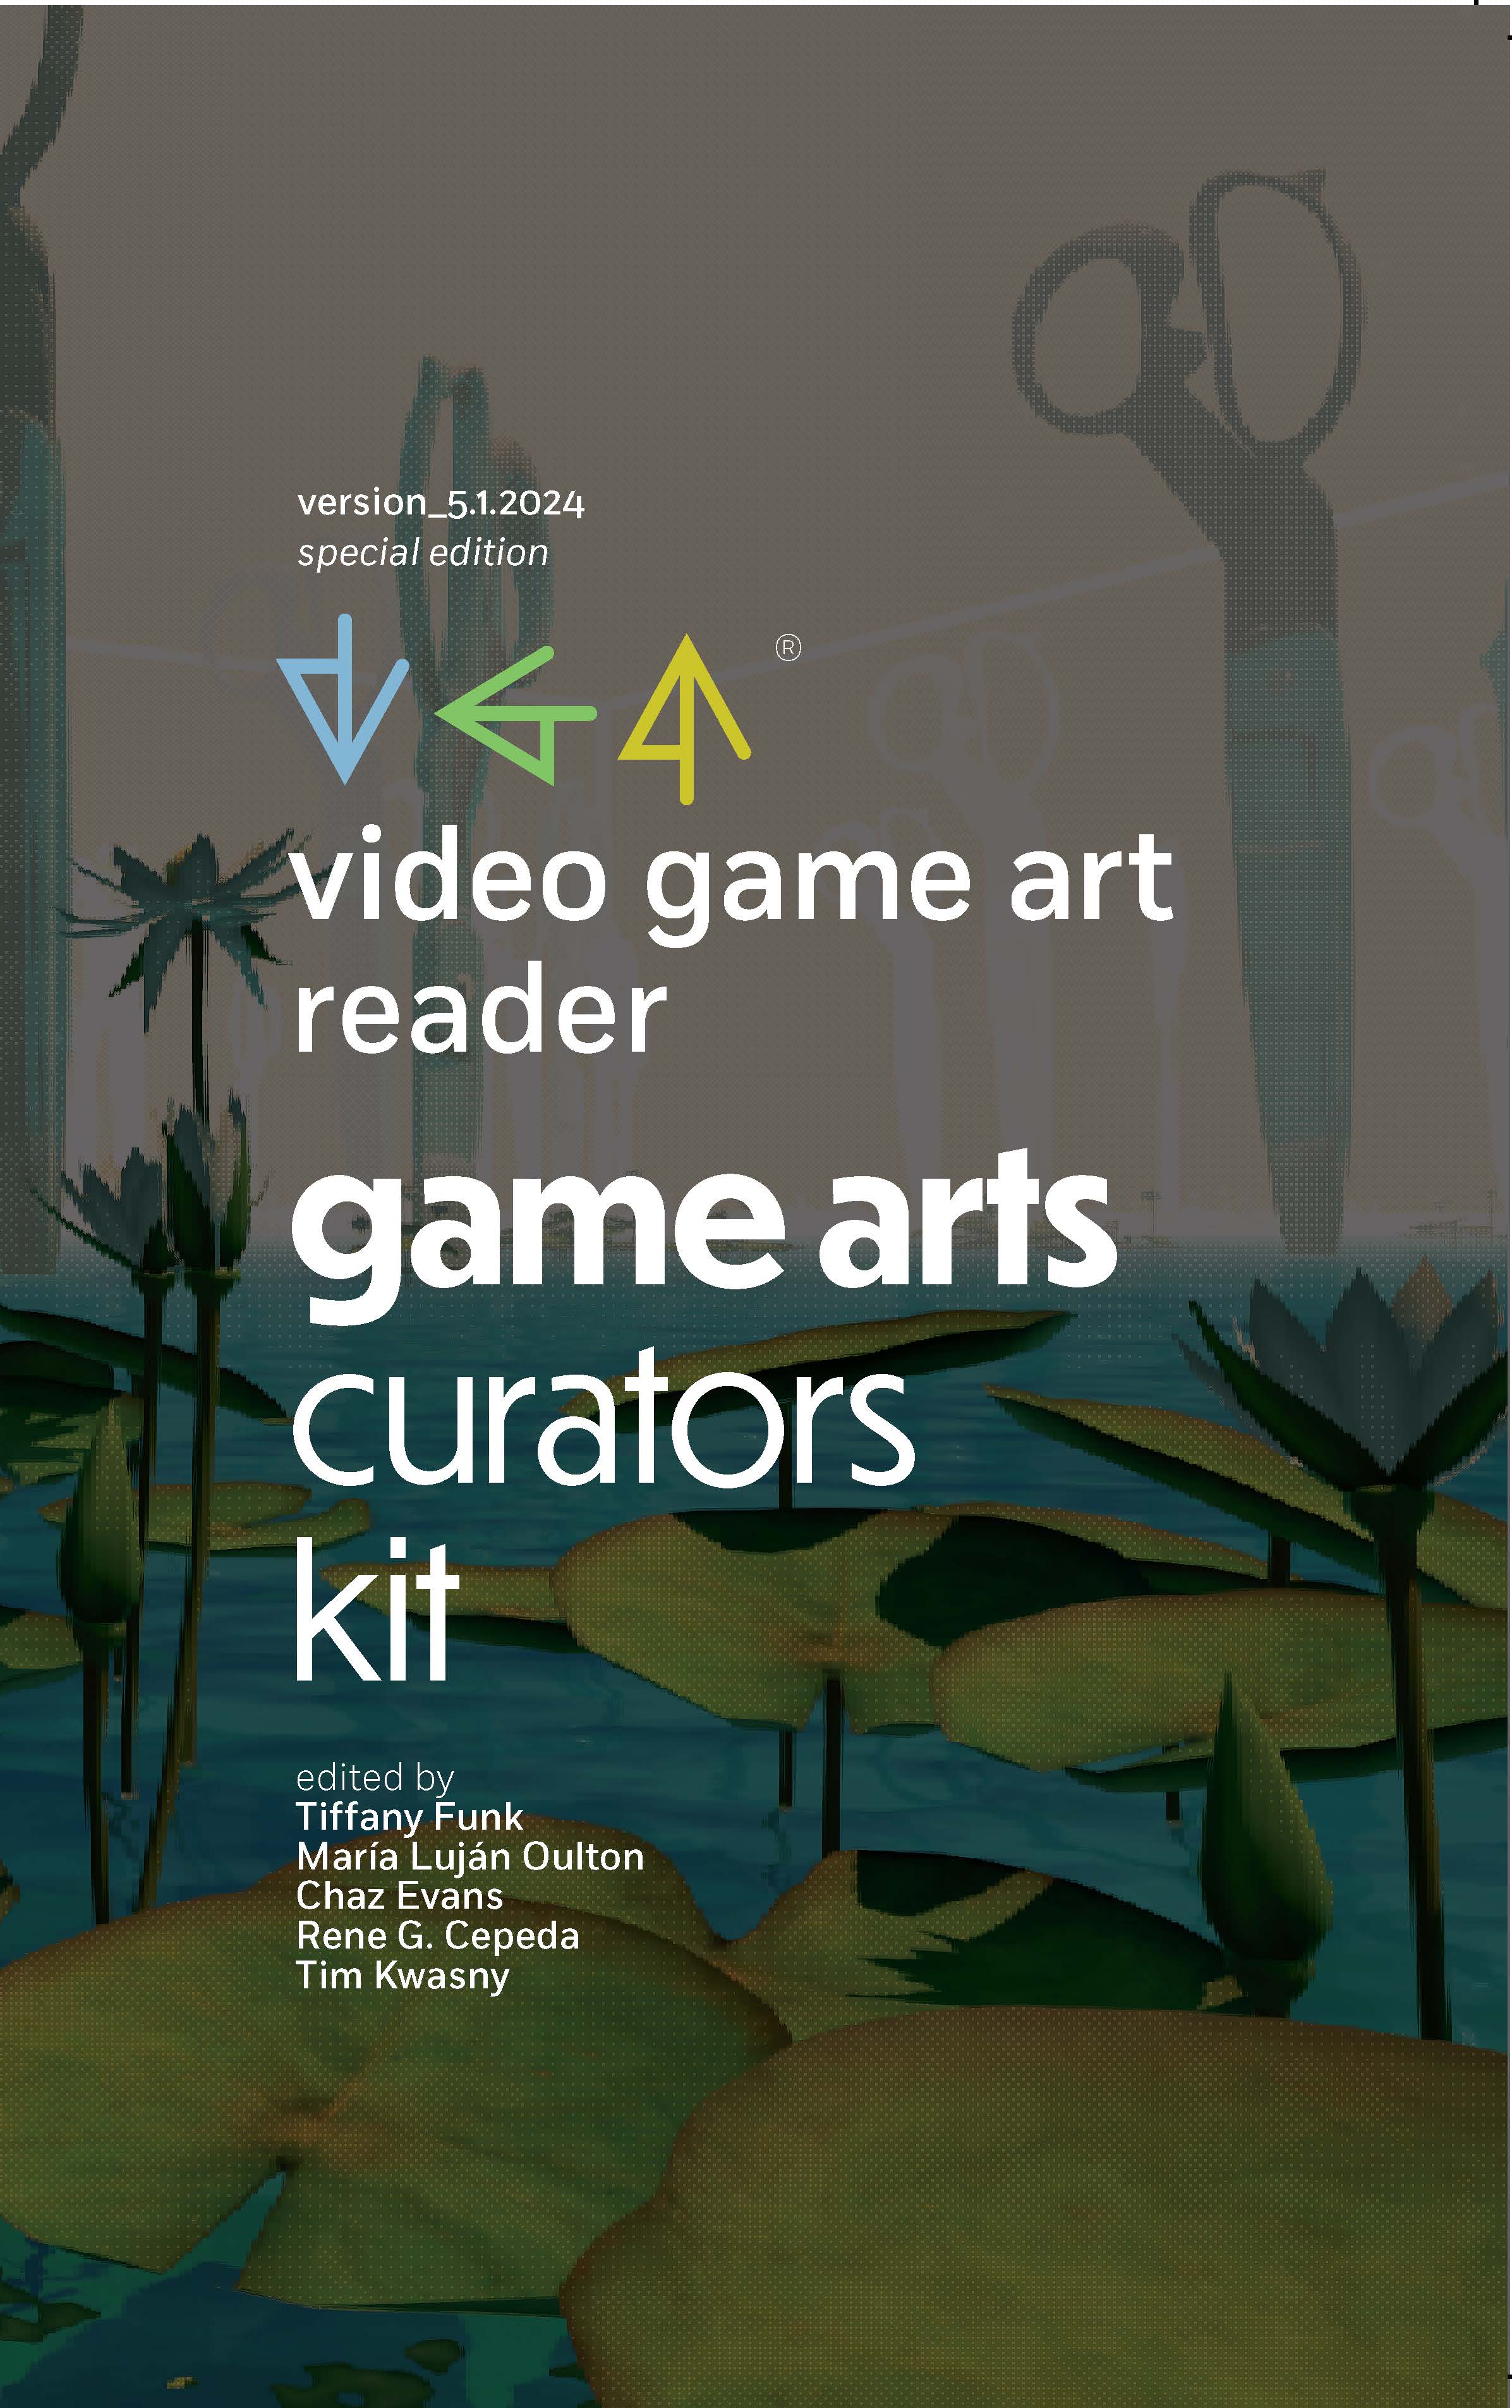 version_5.1.2024
special edition
VGA ®
video game art
reader
game arts
curators
kit
edited by
Tiffany Funk
María Luján Oulton
Chaz Evans
Rene G. Cepeda
Tim Kwasny